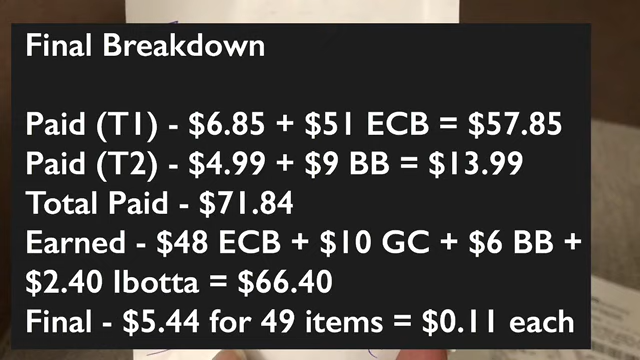 Final Breakdown
Paid (T1) - $6.85 + $51 ECB = $57.85
Paid (T2) - $4.99 + $9 BB = $13.99
Total Paid - $71.84
Earned - $48 ECB + $10 GC + $6 BB +
$2.40 Ibotta = $66.40
Final - $5.44 for 49 items = $0.11 each